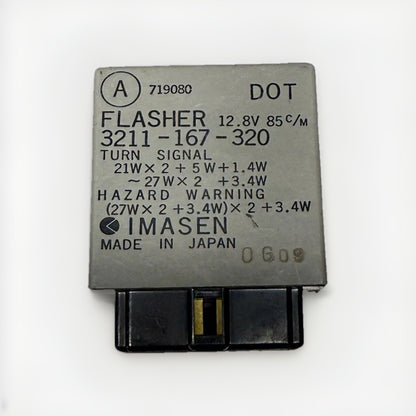 A 719080 DOT
FLASHER 12.8V 85C/M
3211-167-320
TURN SIGNAL
21W×2+5W+1.4W
~27W×2 +3.4W
HAZARD WARNING
(27W×2+3.4W)×2+3.4W
IMASEN
MADE IN JAPAN
0G09